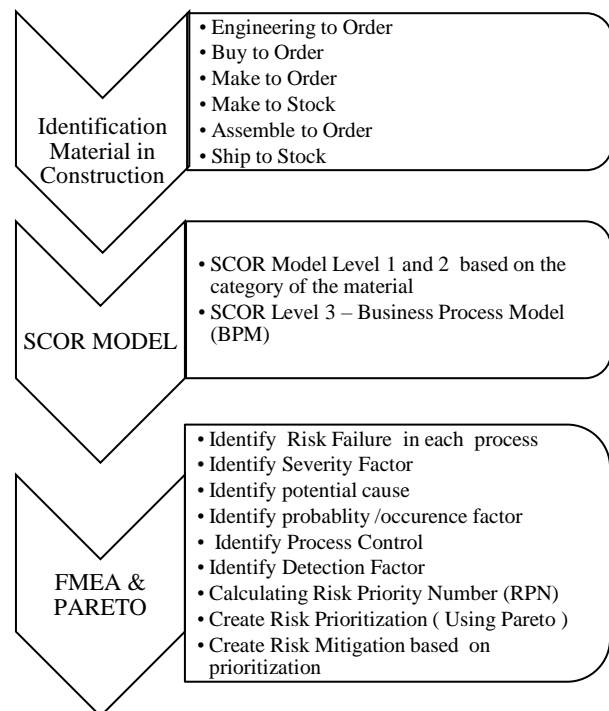 Identification
Material in
Construction
• Engineering to Order
• Buy to Order
• Make to Order
• Make to Stock
• Assemble to Order
• Ship to Stock
SCOR MODEL
• SCOR Model Level 1 and 2 based on the
category of the material
• SCOR Level 3 – Business Process Model
(BPM)
FMEA &
PARETO
• Identify Risk Failure in each process
• Identify Severity Factor
• Identify potential cause
• Identify probablity /occurence factor
• Identify Process Control
• Identify Detection Factor
• Calculating Risk Priority Number (RPN)
• Create Risk Prioritization ( Using Pareto )
• Create Risk Mitigation based on
prioritization